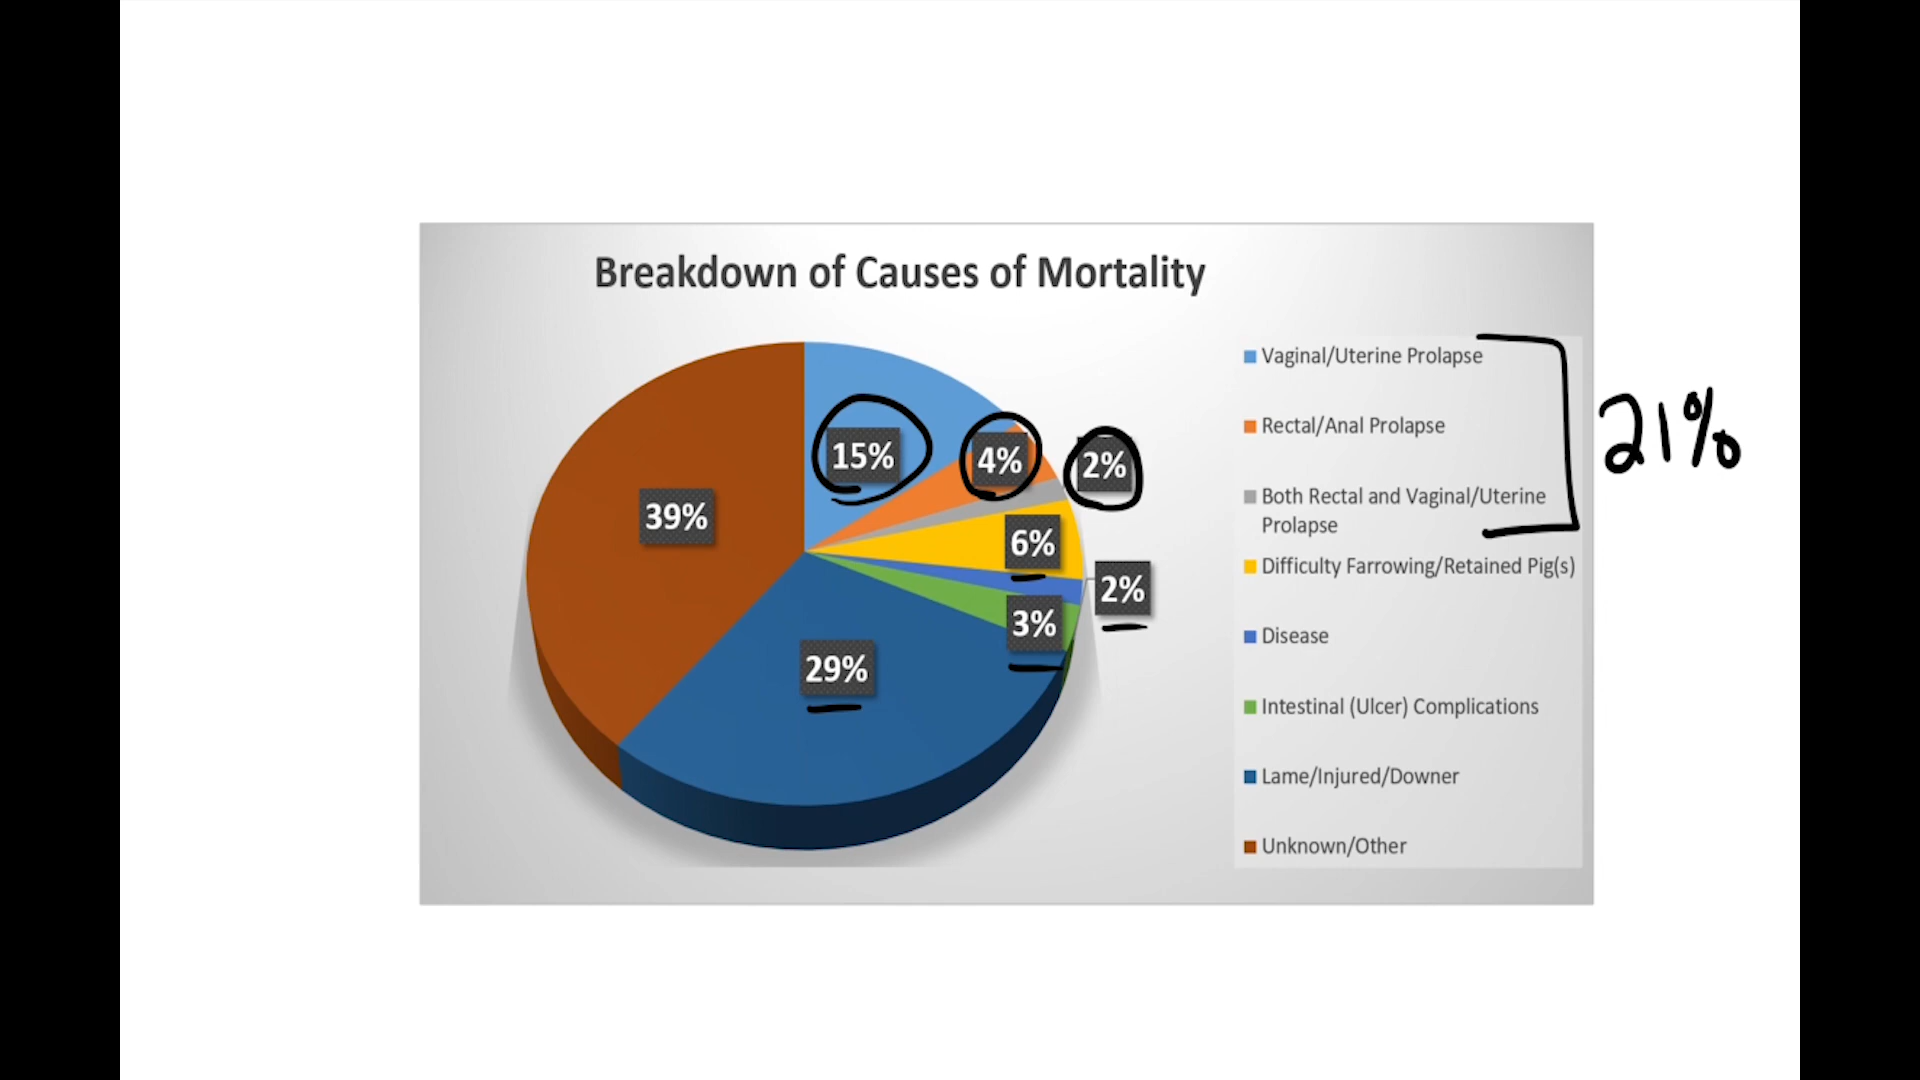 Breakdown of Causes of Mortality
15%
4%
2%
39%
6%
2%
3%
29%
Vaginal/Uterine Prolapse
Rectal/Anal Prolapse
Both Rectal and Vaginal/Uterine
Prolapse
Difficulty Farrowing/Retained Pig(s)
Disease
Intestinal (Ulcer) Complications
Lame/Injured/Downer
Unknown/Other
21%